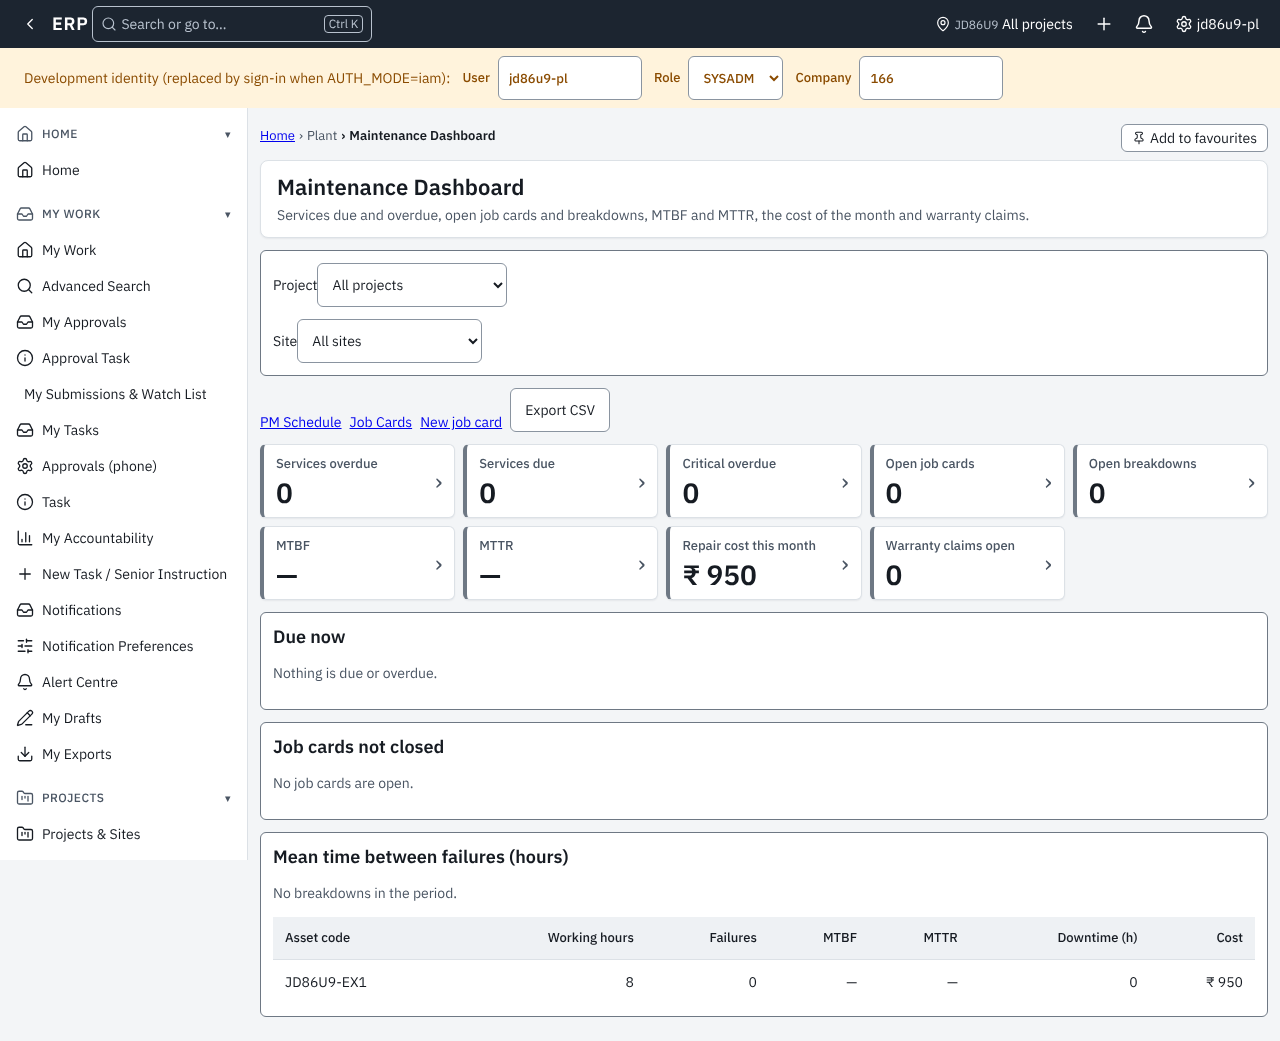 ERP Search or go to... Ctrl K JD86U9 All projects jd86u9-pl
Development identity (replaced by sign-in when AUTH_MODE=iam): User jd86u9-pl Role SYSADM Company 166
HOME
Home
MY WORK
My Work
Advanced Search
My Approvals
Approval Task
My Submissions & Watch List
My Tasks
Approvals (phone)
Task
My Accountability
New Task / Senior Instruction
Notifications
Notification Preferences
Alert Centre
My Drafts
My Exports
PROJECTS
Projects & Sites
Home › Plant › Maintenance Dashboard
Add to favourites
Maintenance Dashboard
Services due and overdue, open job cards and breakdowns, MTBF and MTTR, the cost of the month and warranty claims.
Project All projects
Site All sites
PM Schedule Job Cards New job card Export CSV
Services overdue
0
Services due
0
Critical overdue
0
Open job cards
0
Open breakdowns
0
MTBF
—
MTTR
—
Repair cost this month
₹ 950
Warranty claims open
0
Due now
Nothing is due or overdue.
Job cards not closed
No job cards are open.
Mean time between failures (hours)
No breakdowns in the period.
Asset code Working hours Failures MTBF MTTR Downtime (h) Cost
JD86U9-EX1 8 0 — — 0 ₹ 950